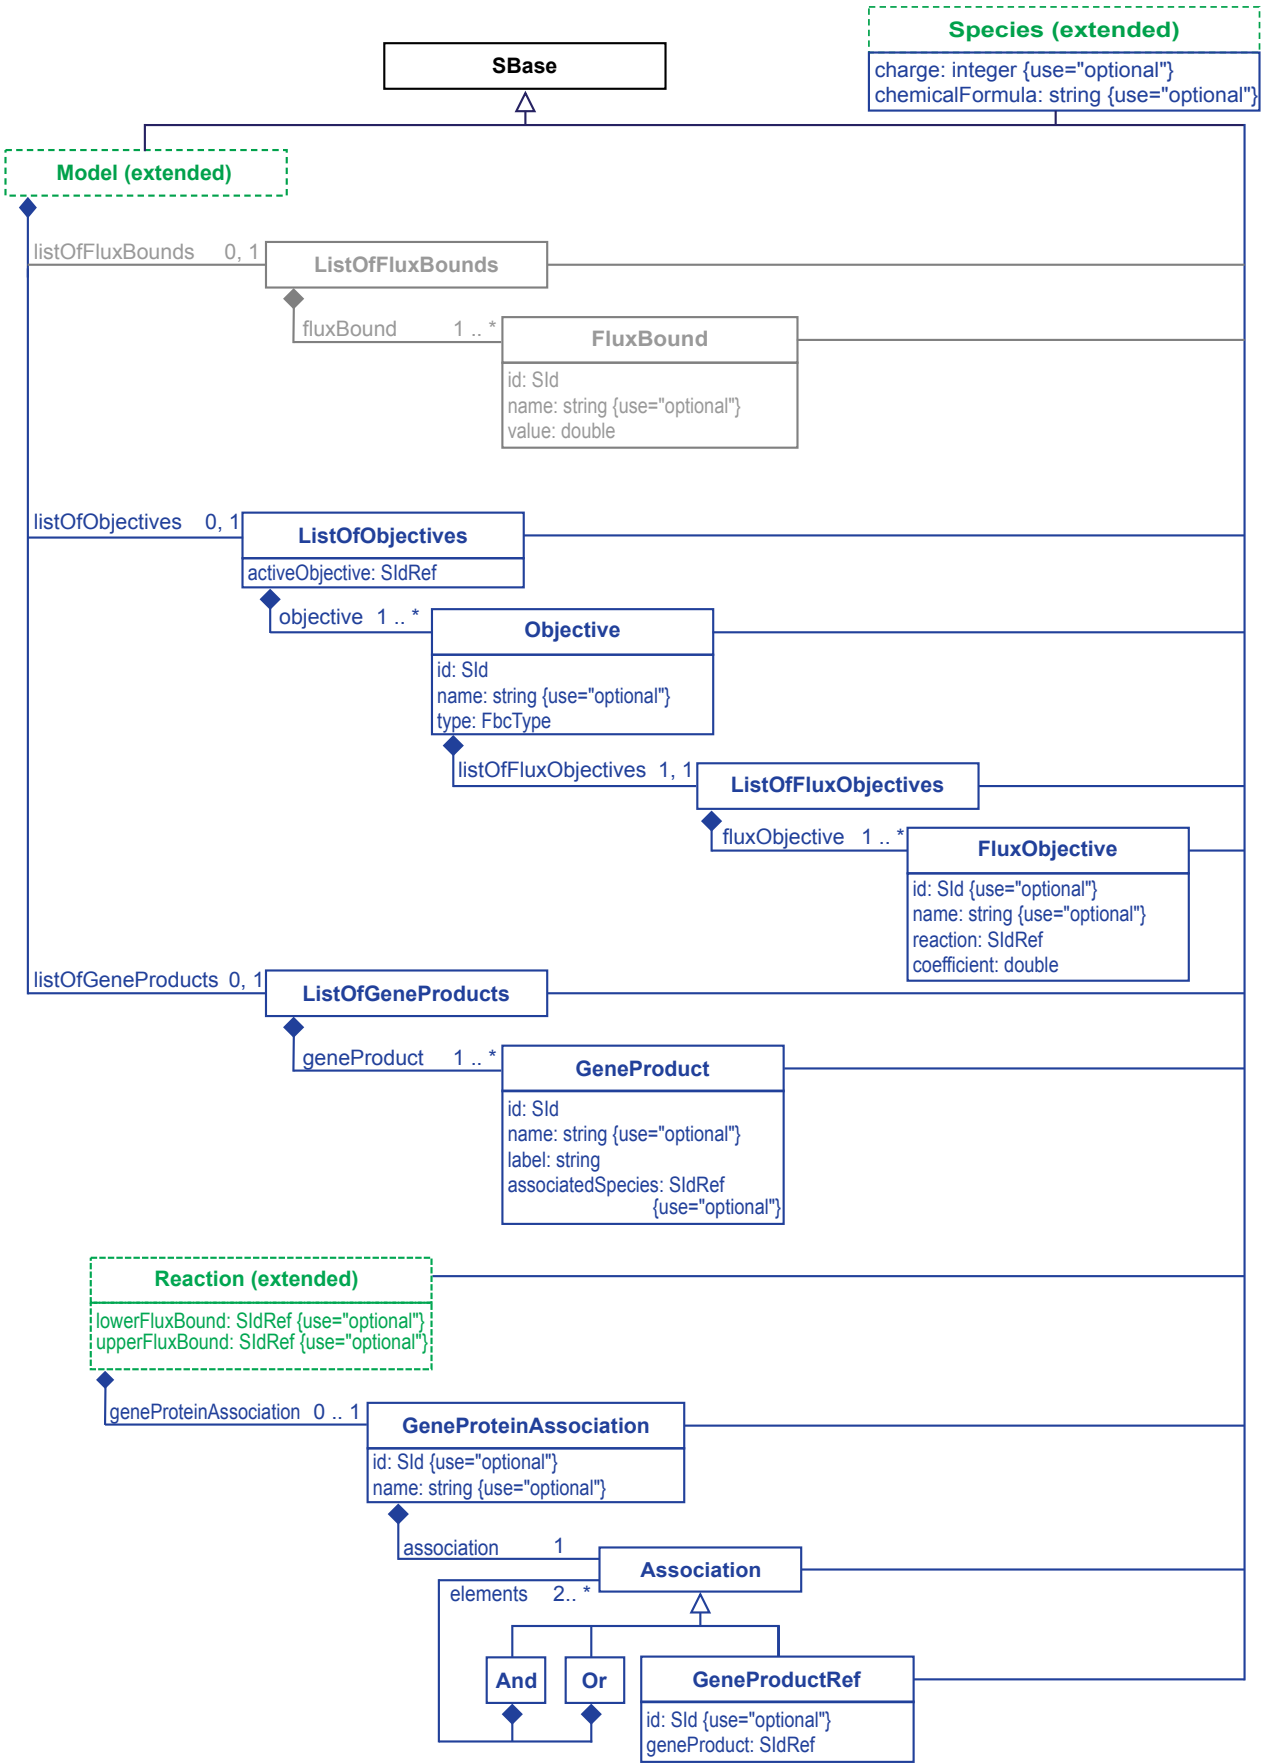 Species (extended)
charge: integer {use="optional"}
chemicalFormula: string {use="optional"}
SBase
Model (extended)
listOfFluxBounds 0, 1
ListOfFluxBounds
fluxBound 1 .. *
FluxBound
id: SId
name: string {use="optional"}
value: double
listOfObjectives 0, 1
ListOfObjectives
activeObjective: SIdRef
objective 1 .. *
Objective
id: SId
name: string {use="optional"}
type: FbcType
listOfFluxObjectives 1, 1
ListOfFluxObjectives
fluxObjective 1 .. *
FluxObjective
id: SId {use="optional"}
name: string {use="optional"}
reaction: SIdRef
coefficient: double
listOfGeneProducts 0, 1
ListOfGeneProducts
geneProduct 1 .. *
GeneProduct
id: SId
name: string {use="optional"}
label: string
associatedSpecies: SIdRef
{use="optional"}
Reaction (extended)
lowerFluxBound: SIdRef {use="optional"}
upperFluxBound: SIdRef {use="optional"}
geneProteinAssociation 0 .. 1
GeneProteinAssociation
id: SId {use="optional"}
name: string {use="optional"}
association 1
Association
elements 2.. *
And
Or
GeneProductRef
id: SId {use="optional"}
geneProduct: SIdRef